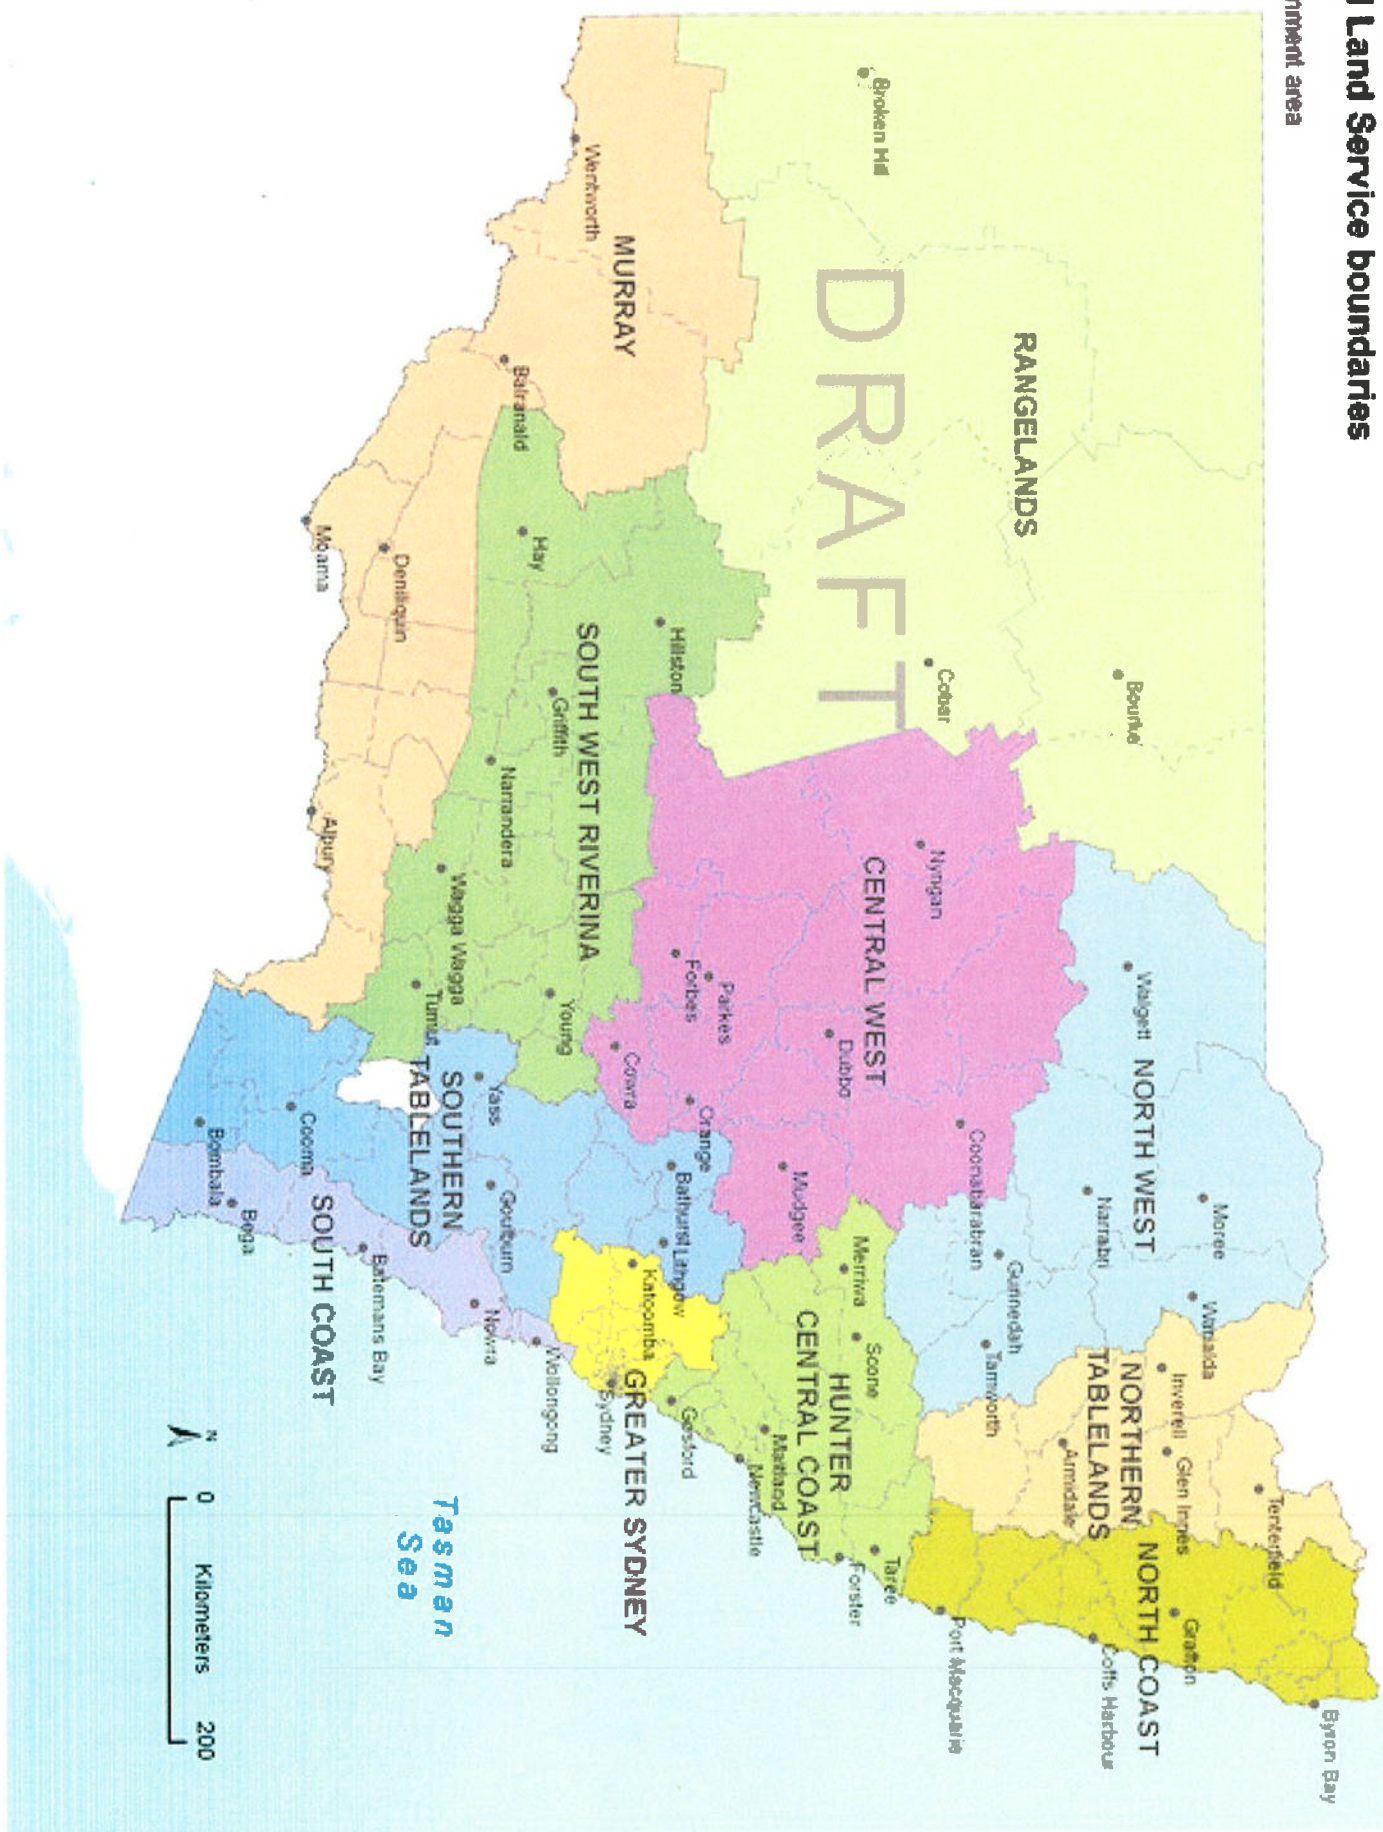 Land Service boundaries
nment area
Broken Hill
RANGELANDS
Bourke
Cobar
DRAFT
Wentworth
MURRAY
Balranald
Moama
Deniliquin
Albury
Hay
Hillston
SOUTH WEST RIVERINA
Griffith
Narrandera
Wagga Wagga
Tumut
Young
Nyngan
CENTRAL WEST
Parkes
Forbes
Dubbo
Cowra
Orange
Mudgee
Coonabarabran
Walgett
NORTH WEST
Moree
Narrabri
Gunnedah
Warialda
Tamworth
NORTHERN
TABLELANDS
Inverell
Glen Innes
Tenterfield
Armidale
NORTH COAST
Grafton
Coffs Harbour
Byron Bay
Port Macquarie
Merriwa
Scone
HUNTER
CENTRAL COAST
Taree
Forster
Maitland
Newcastle
Gosford
GREATER SYDNEY
Katoomba
Sydney
Bathurst
Lithgow
SOUTHERN
TABLELANDS
Yass
Goulburn
Cooma
Bombala
SOUTH COAST
Bega
Batemans Bay
Nowra
Wollongong
Tasman
Sea
N
0 Kilometers 200